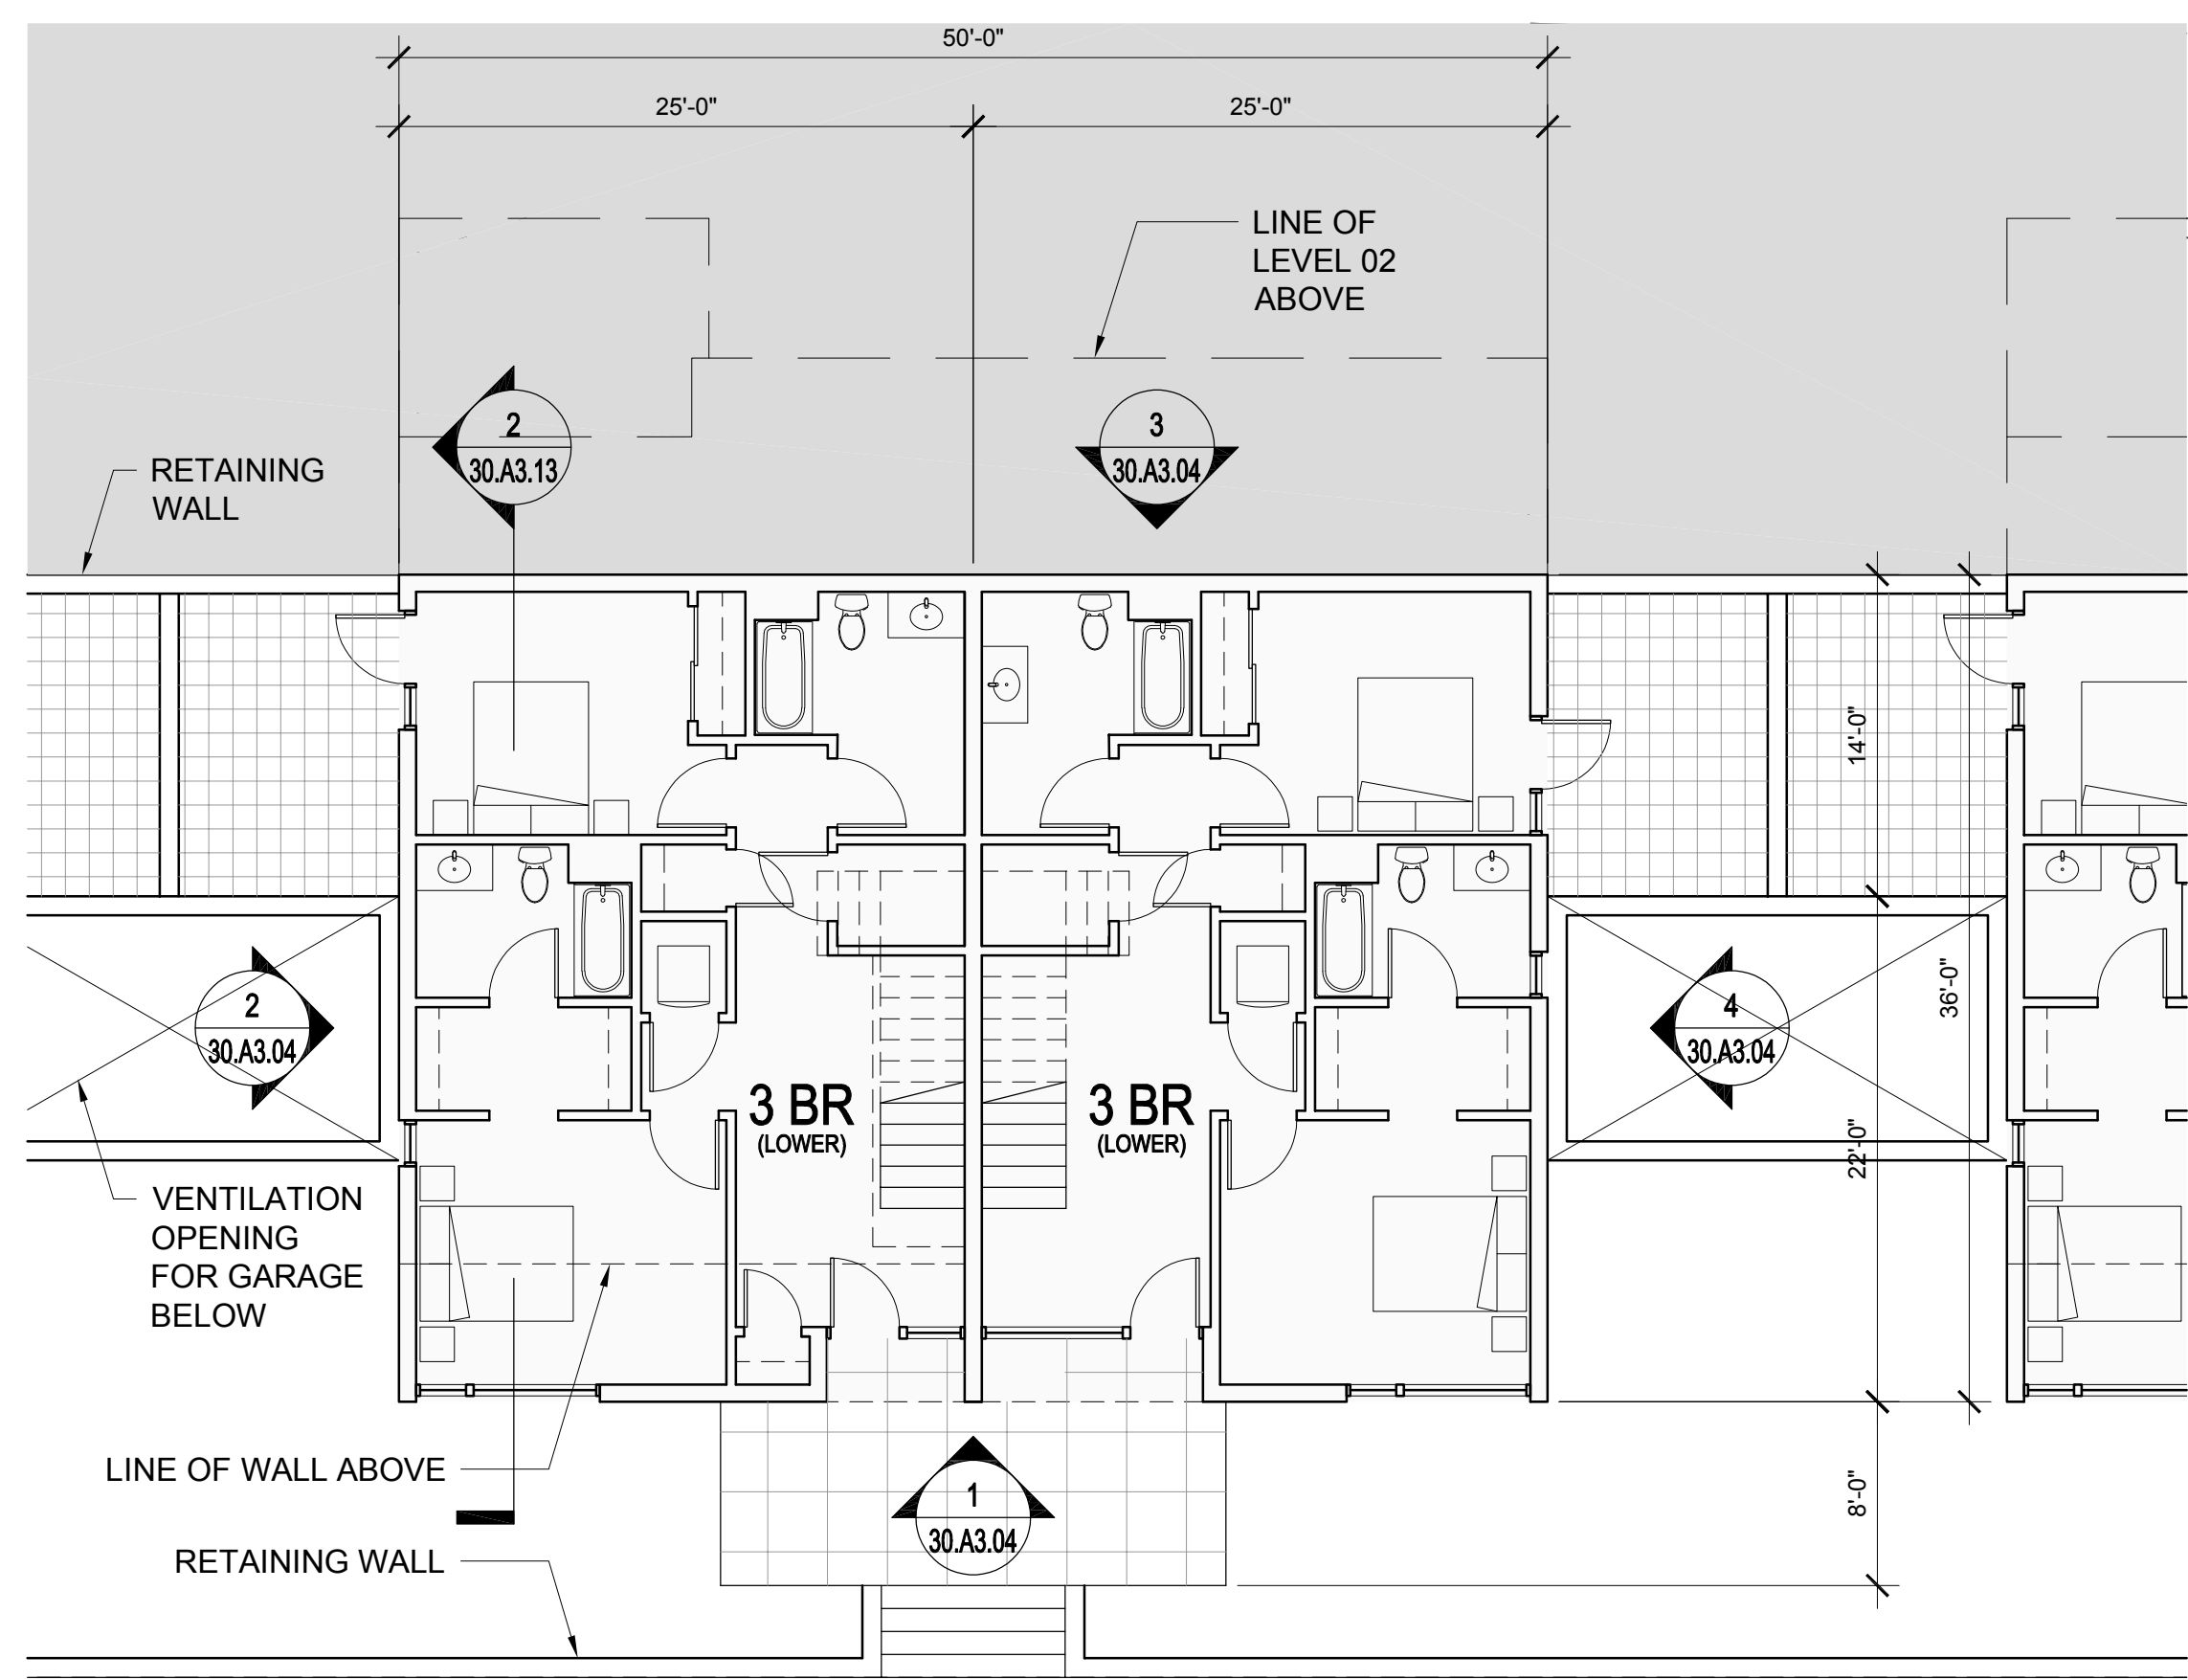 50'-0"
25'-0"
25'-0"
LINE OF
LEVEL 02
ABOVE
2
30.A3.13
3
30.A3.04
RETAINING
WALL
14'-0"
36'-0"
22'-0"
2
30.A3.04
4
30.A3.04
3 BR
(LOWER)
3 BR
(LOWER)
VENTILATION
OPENING
FOR GARAGE
BELOW
LINE OF WALL ABOVE
1
30.A3.04
8'-0"
RETAINING WALL